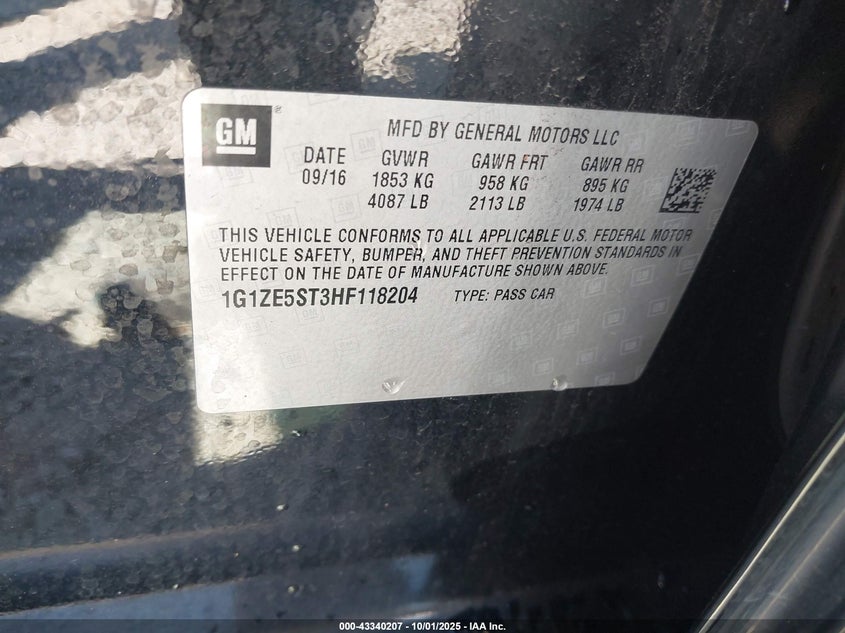 GM
MFD BY GENERAL MOTORS LLC
DATE GVWR GAWR FRT GAWR RR
09/16 1853 KG 958 KG 895 KG
4087 LB 2113 LB 1974 LB
THIS VEHICLE CONFORMS TO ALL APPLICABLE U.S. FEDERAL MOTOR
VEHICLE SAFETY, BUMPER, AND THEFT PREVENTION STANDARDS IN
EFFECT ON THE DATE OF MANUFACTURE SHOWN ABOVE.
1G1ZE5ST3HF118204 TYPE: PASS CAR
000-43340207 - 10/01/2025 - IAA Inc.